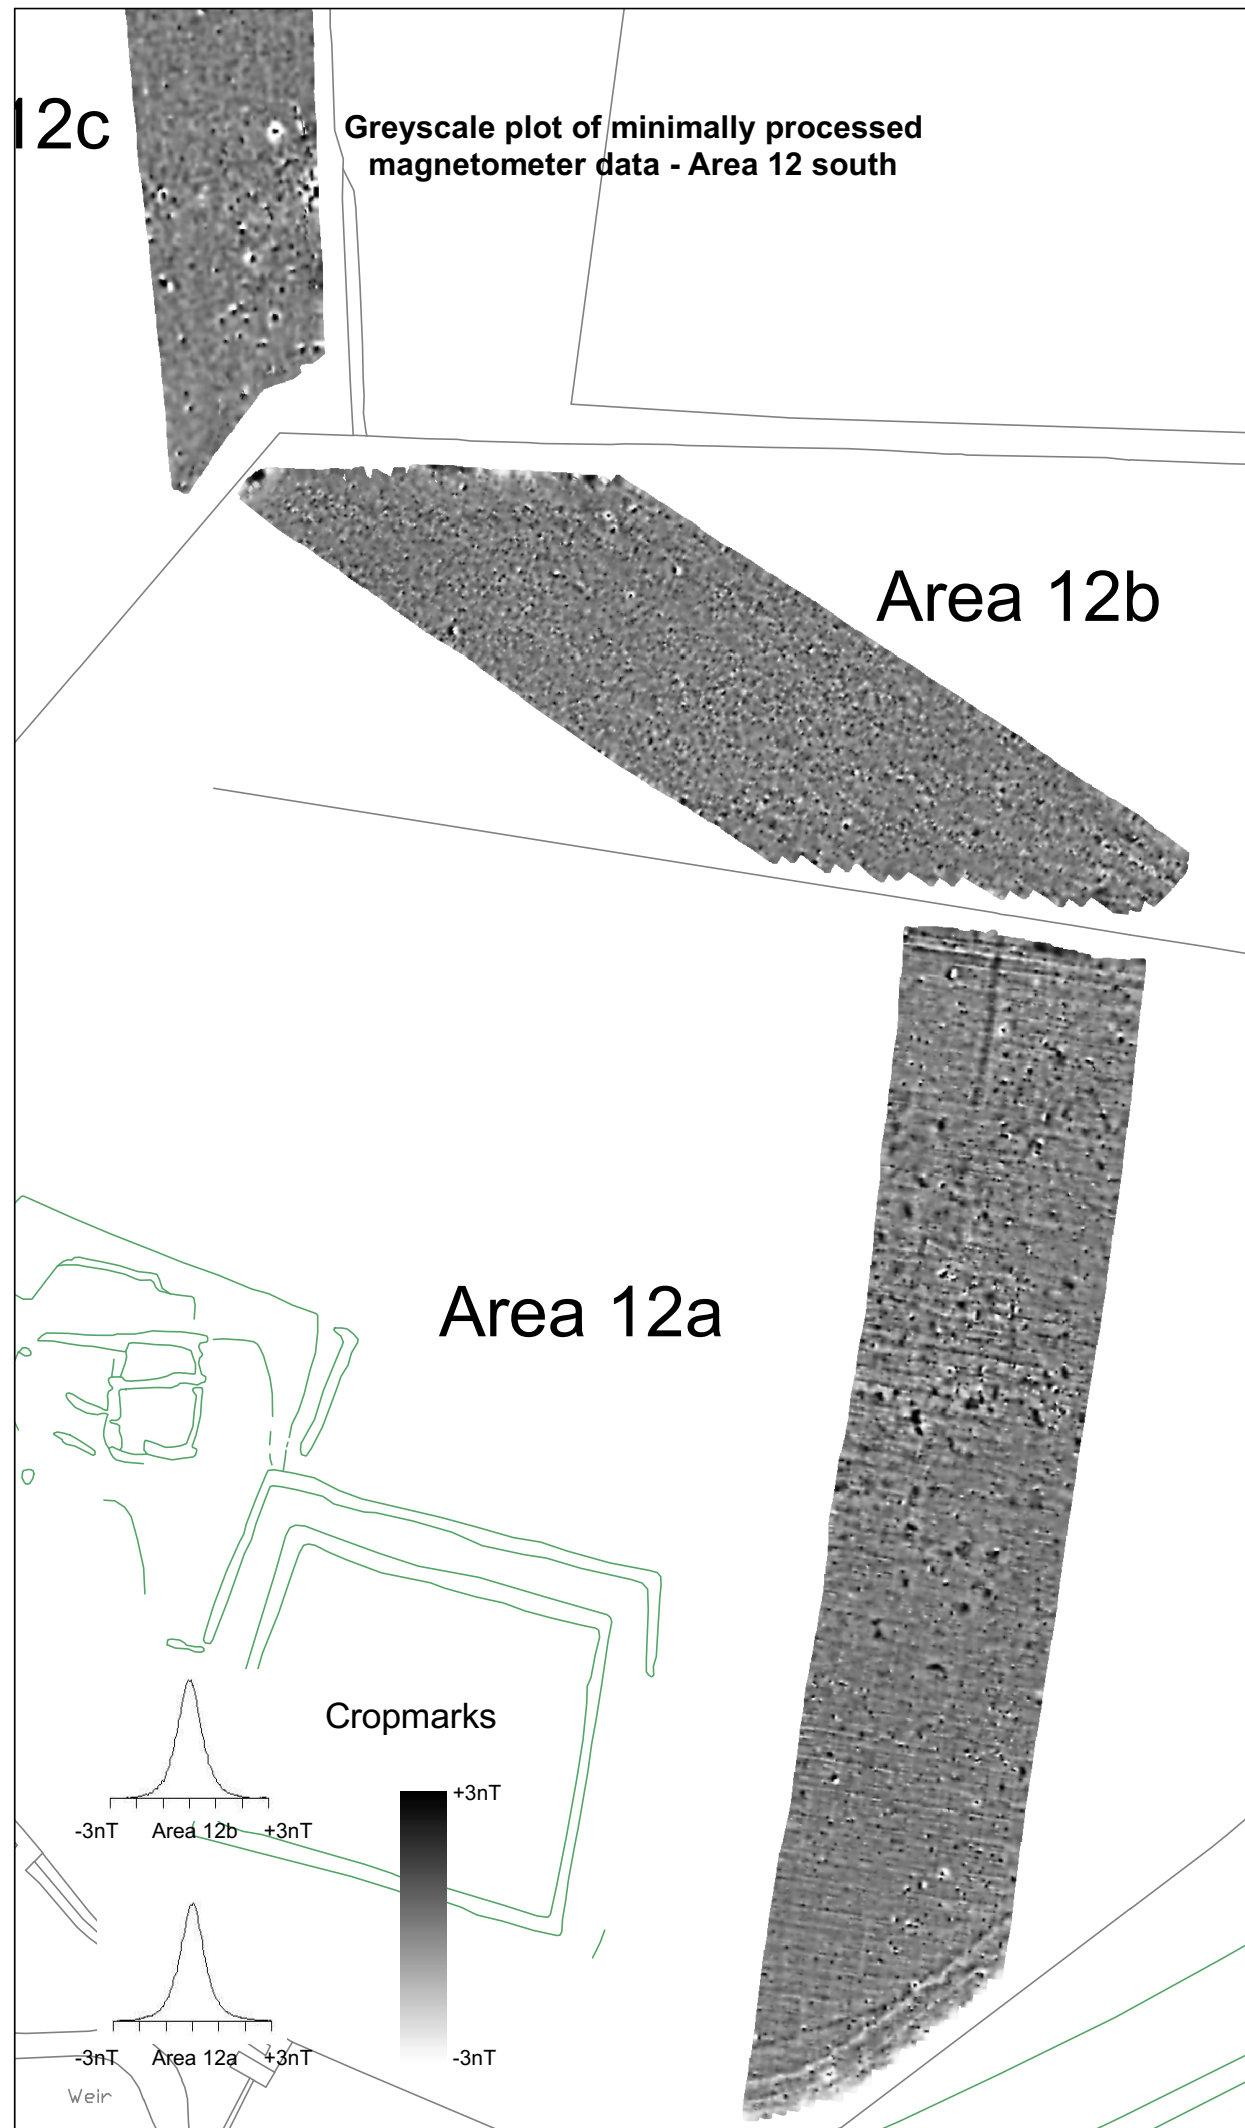 12c
Greyscale plot of minimally processed
magnetometer data - Area 12 south
Area 12b
Area 12a
Cropmarks
+3nT
-3nT
-3nT Area 12b +3nT
-3nT Area 12a +3nT
Weir